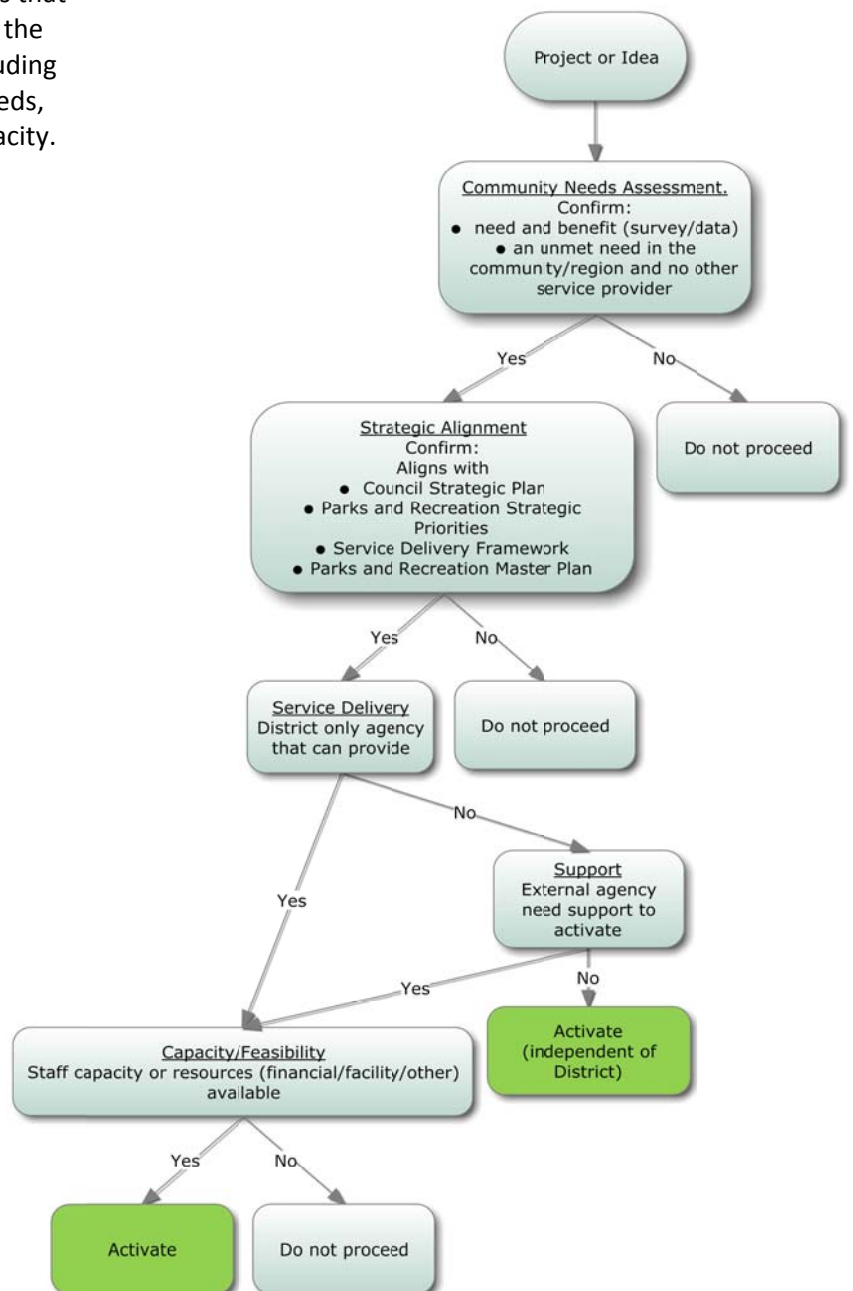 s that
the
uding
eds,
acity.
Project or Idea
Community Needs Assessment.
Confirm:
● need and benefit (survey/data)
● an unmet need in the
community/region and no other
service provider
Yes
No
Strategic Alignment
Confirm:
Aligns with
● Council Strategic Plan
● Parks and Recreation Strategic
Priorities
● Service Delivery Framework
● Parks and Recreation Master Plan
Do not proceed
Yes
No
Service Delivery
District only agency
that can provide
Do not proceed
No
Support
External agency
need support to
activate
Yes
Yes
No
Activate
(independent of
District)
Capacity/Feasibility
Staff capacity or resources (financial/facility/other)
available
Yes
No
Activate
Do not proceed